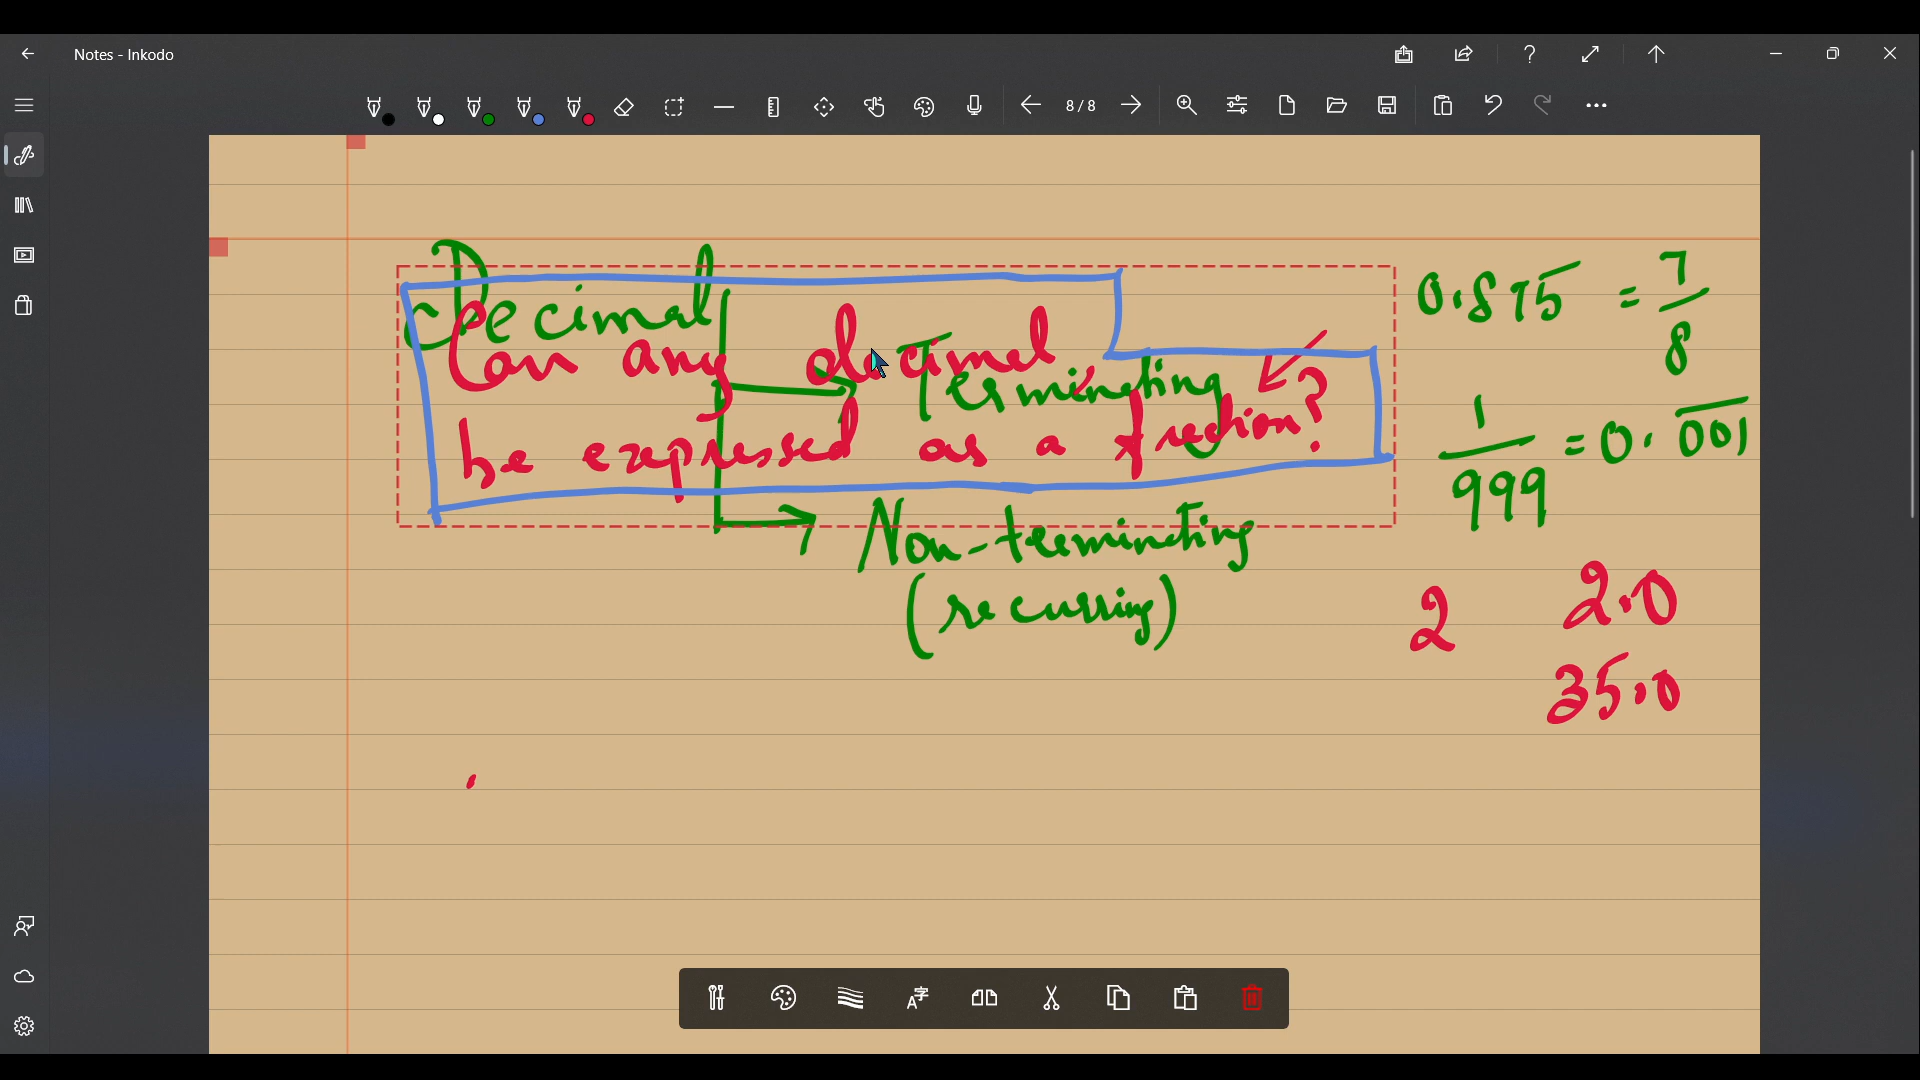 Notes - Inkodo
8/8
Decimal
Can any decimal
Terminating
be expressed as a fraction?
Non-terminating
(recurring)
0.875 = 7/8
1/999 = 0.001̅
2 2.0
35.0